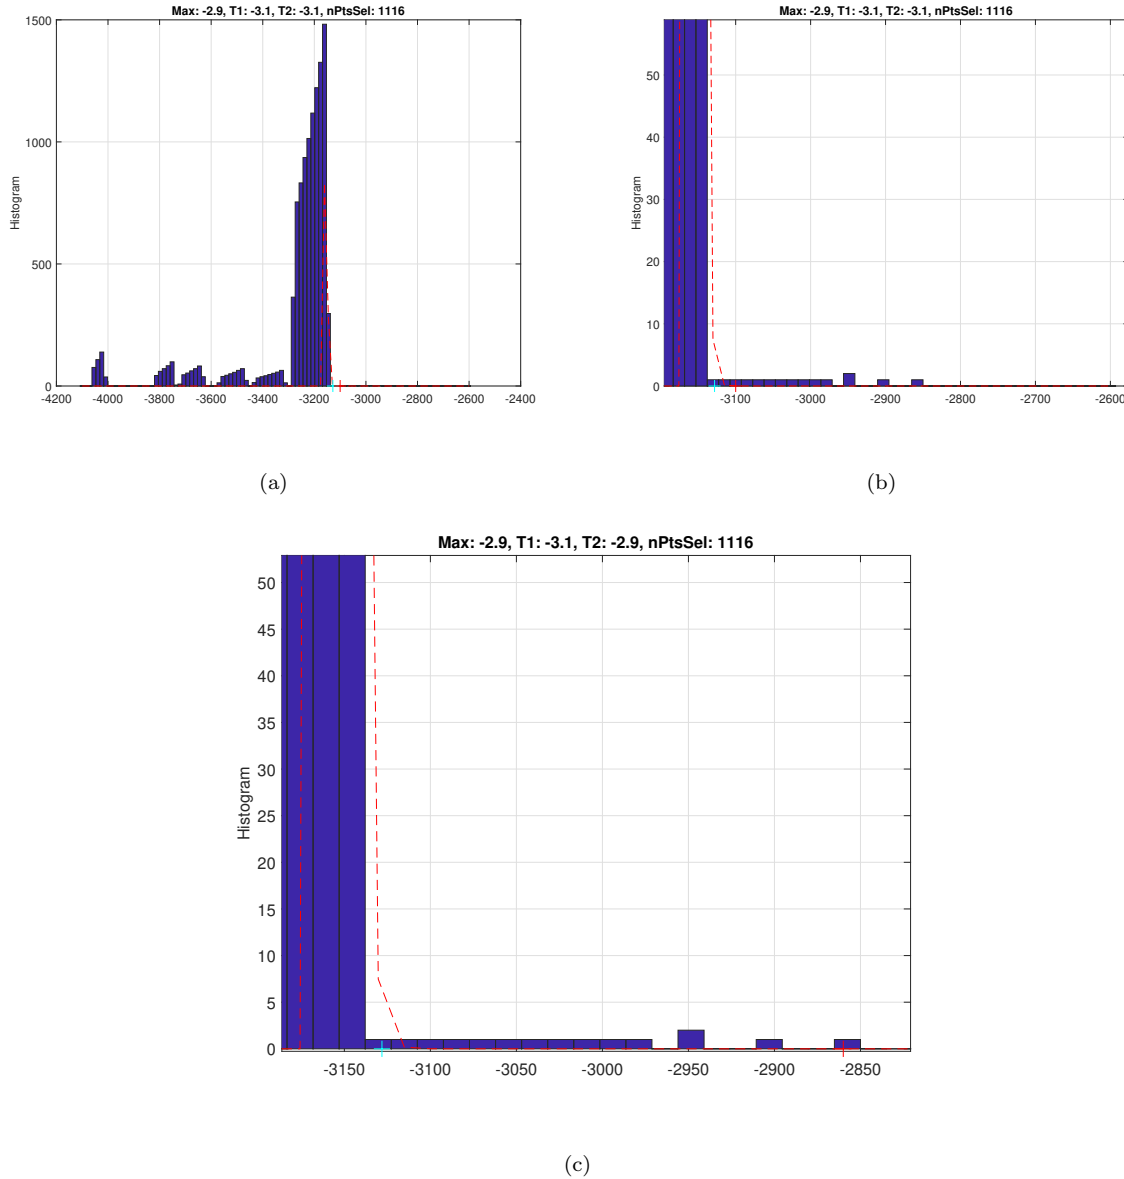 Max: -2.9, T1: -3.1, T2: -3.1, nPtsSel: 1116
1500
1000
500
0
Histogram
-4200 -4000 -3800 -3600 -3400 -3200 -3000 -2800 -2600 -2400
(a)
Max: -2.9, T1: -3.1, T2: -3.1, nPtsSel: 1116
50
40
30
20
10
0
Histogram
-3100 -3000 -2900 -2800 -2700 -2600
(b)
Max: -2.9, T1: -3.1, T2: -2.9, nPtsSel: 1116
50
45
40
35
30
25
20
15
10
5
0
Histogram
-3150 -3100 -3050 -3000 -2950 -2900 -2850
(c)